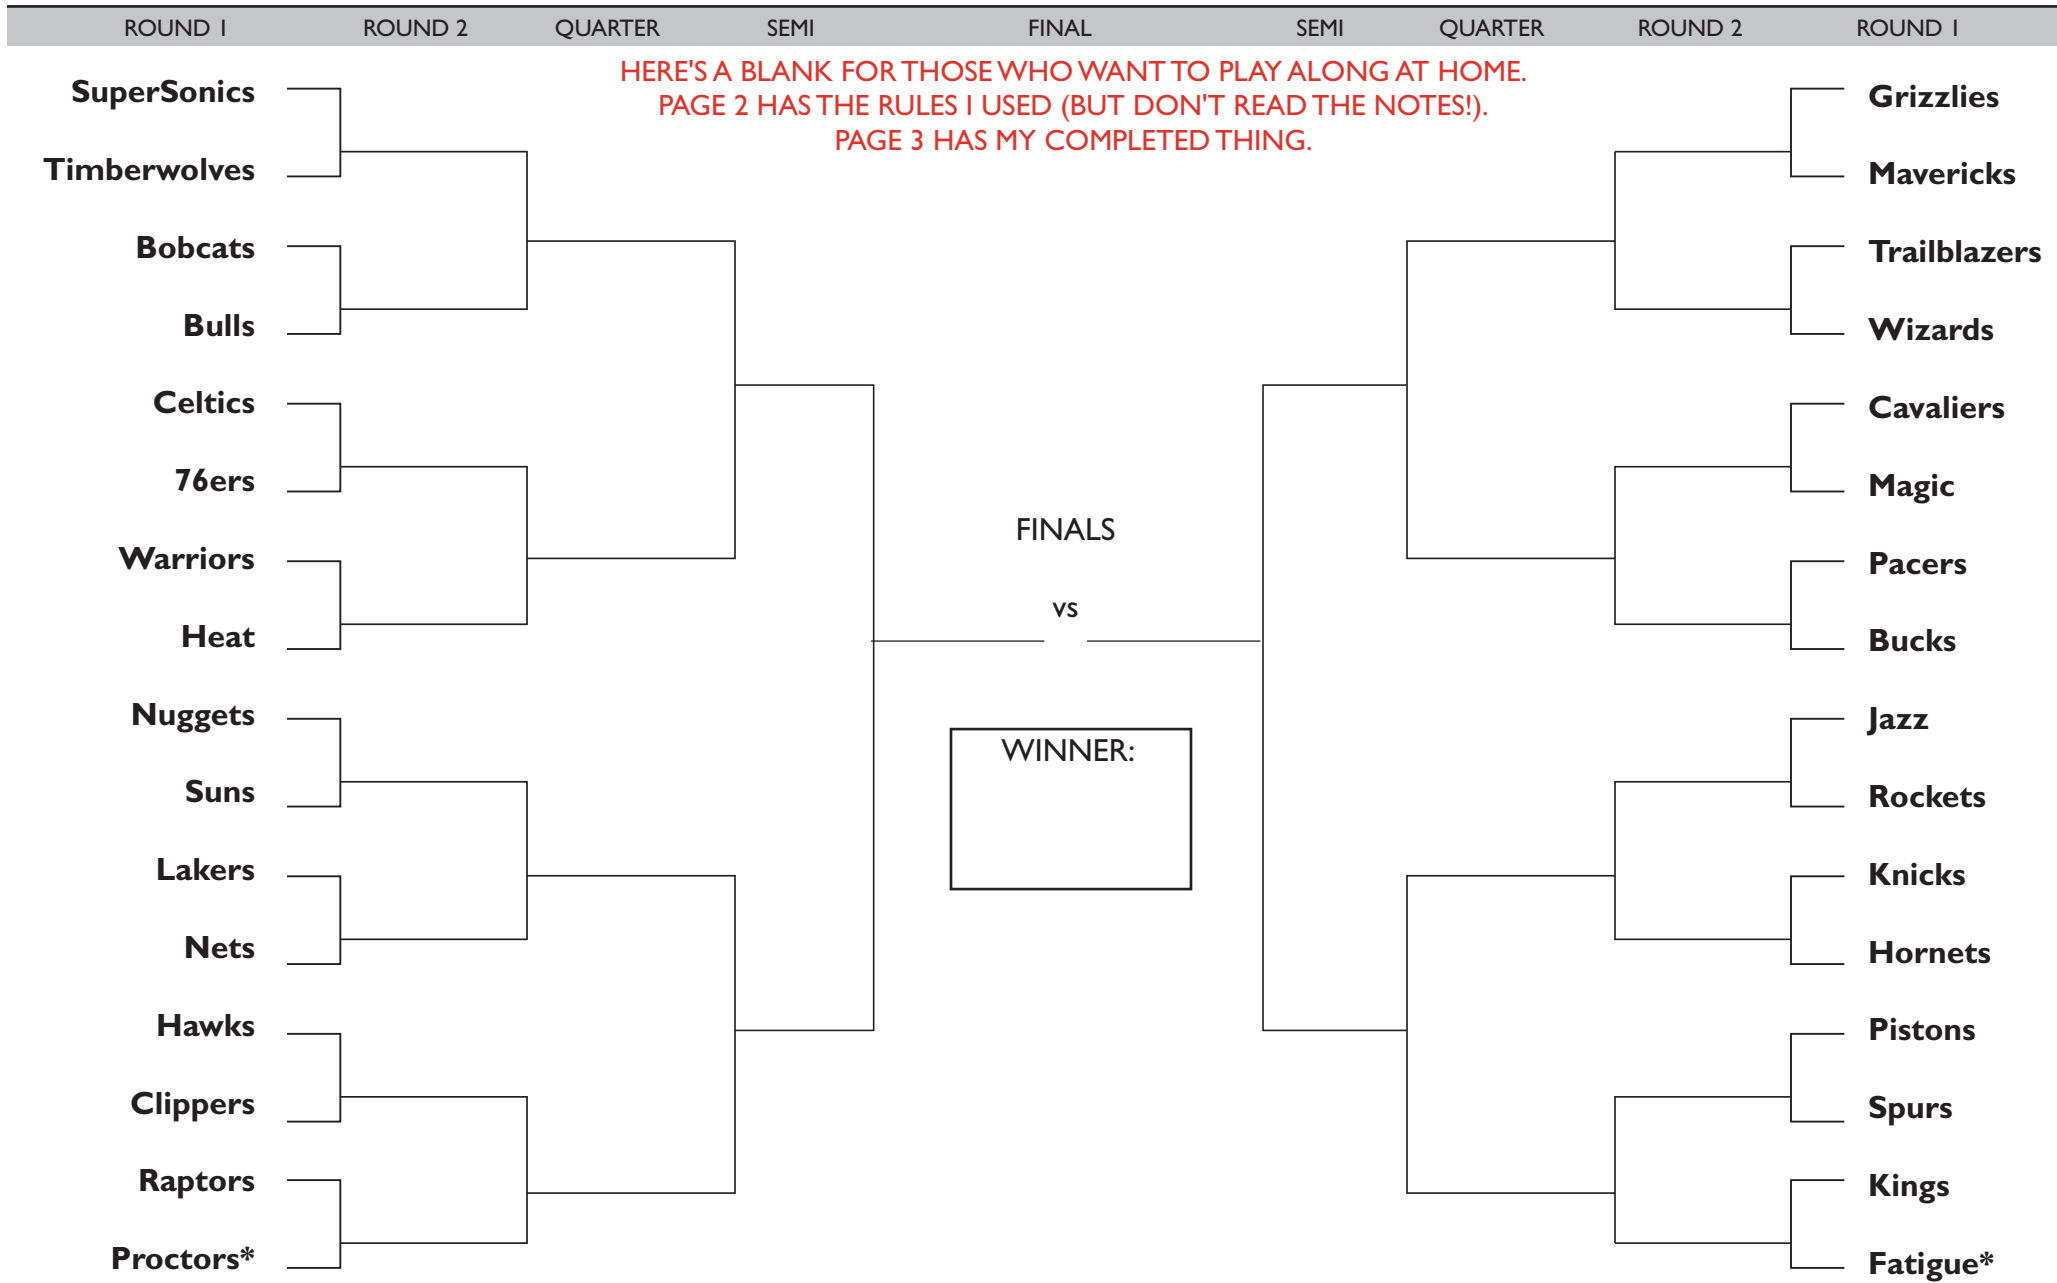 ROUND 1 ROUND 2 QUARTER SEMI FINAL SEMI QUARTER ROUND 2 ROUND 1
HERE'S A BLANK FOR THOSE WHO WANT TO PLAY ALONG AT HOME.
PAGE 2 HAS THE RULES I USED (BUT DON'T READ THE NOTES!).
PAGE 3 HAS MY COMPLETED THING.
SuperSonics
Timberwolves
Bobcats
Bulls
Celtics
76ers
Warriors
Heat
Nuggets
Suns
Lakers
Nets
Hawks
Clippers
Raptors
Proctors*
FINALS
vs
WINNER:
Grizzlies
Mavericks
Trailblazers
Wizards
Cavaliers
Magic
Pacers
Bucks
Jazz
Rockets
Knicks
Hornets
Pistons
Spurs
Kings
Fatigue*